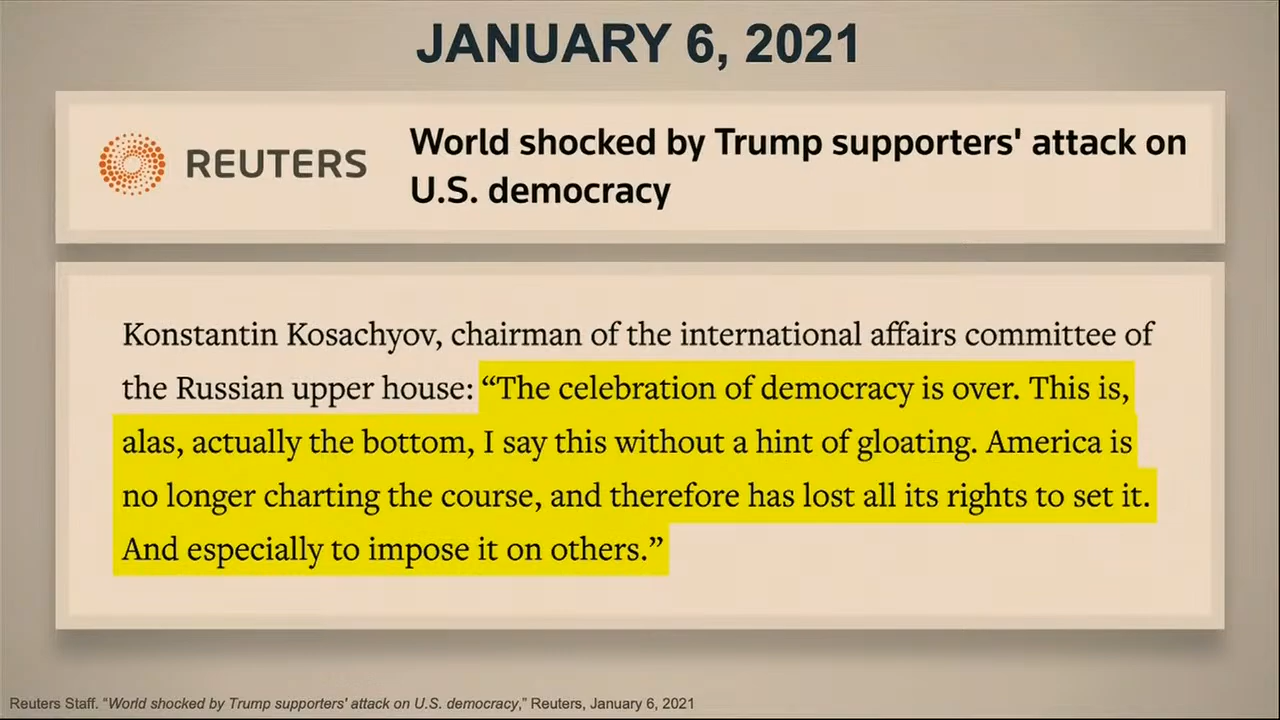 JANUARY 6, 2021
REUTERS
World shocked by Trump supporters' attack on
U.S. democracy
Konstantin Kosachyov, chairman of the international affairs committee of
the Russian upper house: “The celebration of democracy is over. This is,
alas, actually the bottom, I say this without a hint of gloating. America is
no longer charting the course, and therefore has lost all its rights to set it.
And especially to impose it on others.”
Reuters Staff. “World shocked by Trump supporters' attack on U.S. democracy,” Reuters, January 6, 2021